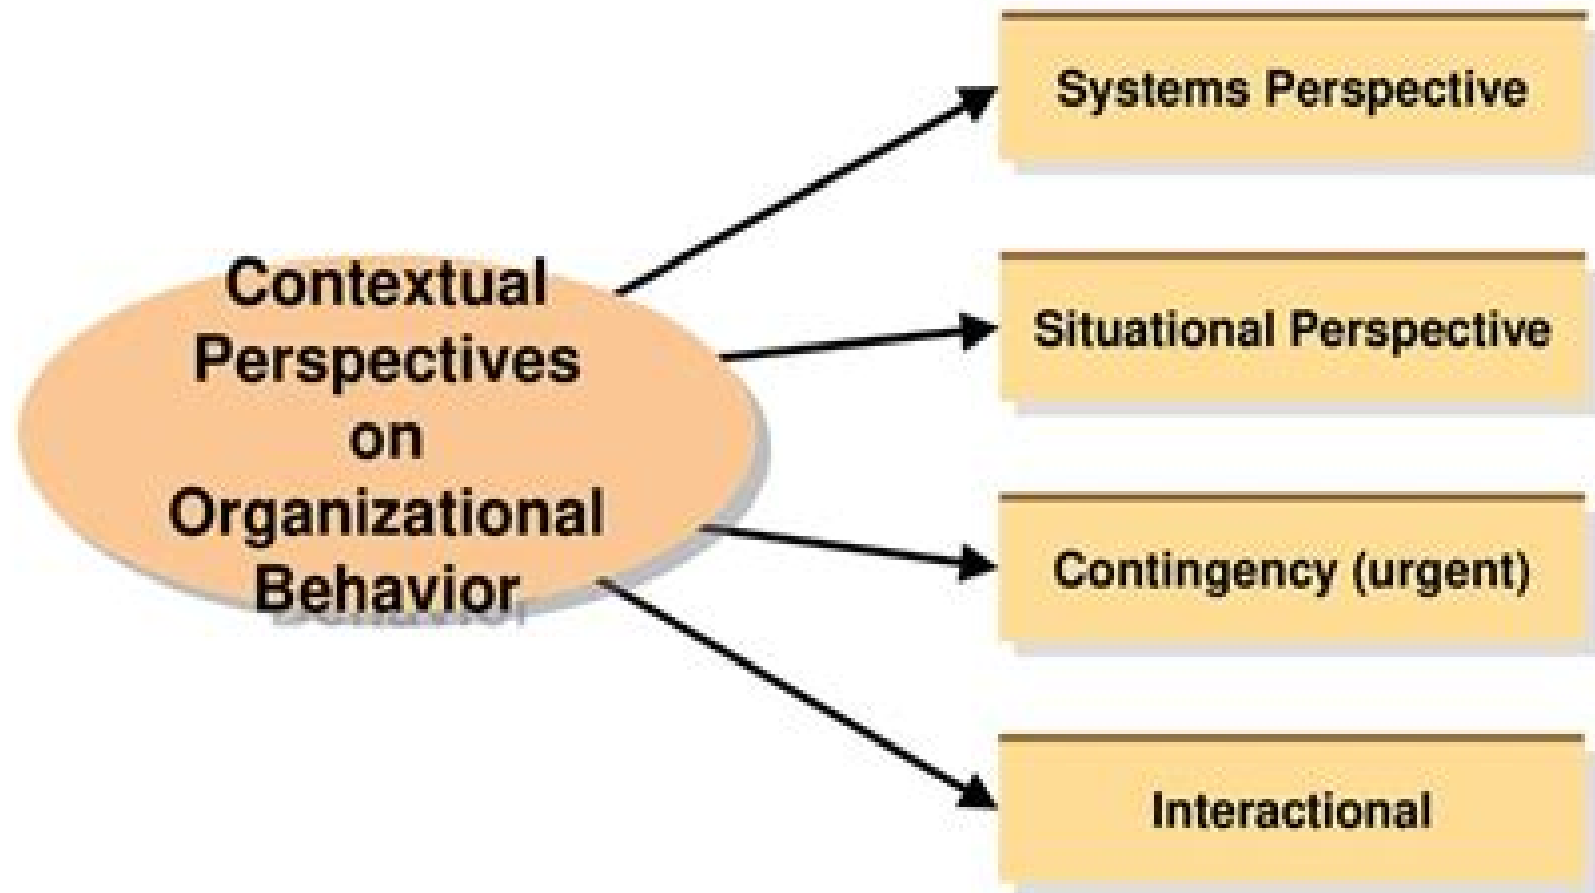 Contextual
Perspectives
on
Organizational
Behavior
Systems Perspective
Situational Perspective
Contingency (urgent)
Interactional